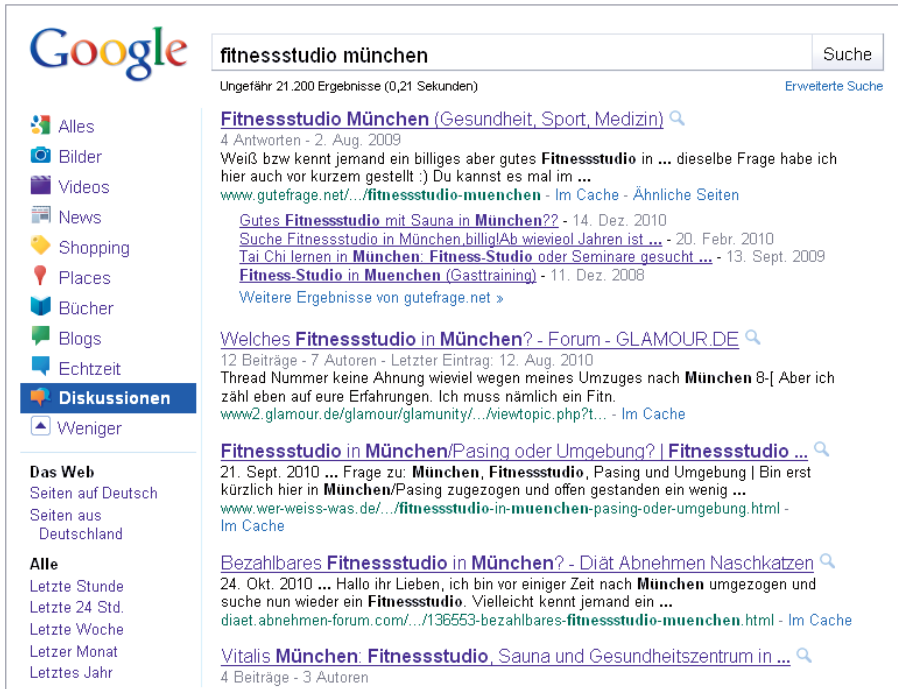 Google
fitnessstudio münchen
Suche
Ungefähr 21.200 Ergebnisse (0,21 Sekunden)
Erweiterte Suche
Alles
Bilder
Videos
News
Shopping
Places
Bücher
Blogs
Echtzeit
Diskussionen
Weniger
Das Web
Seiten auf Deutsch
Seiten aus
Deutschland
Alle
Letzte Stunde
Letzte 24 Std.
Letzte Woche
Letzer Monat
Letztes Jahr
Fitnessstudio München (Gesundheit, Sport, Medizin)
4 Antworten - 2. Aug. 2009
Weiß bzw kennt jemand ein billiges aber gutes Fitnessstudio in ... dieselbe Frage habe ich
hier auch vor kurzem gestellt :) Du kannst es mal im ...
www.gutefrage.net/.../fitnessstudio-muenchen - Im Cache - Ähnliche Seiten
Gutes Fitnessstudio mit Sauna in München?? - 14. Dez. 2010
Suche Fitnessstudio in München,billig!Ab wievieol Jahren ist ... - 20. Febr. 2010
Tai Chi lernen in München: Fitness-Studio oder Seminare gesucht ... - 13. Sept. 2009
Fitness-Studio in Muenchen (Gasttraining) - 11. Dez. 2008
Weitere Ergebnisse von gutefrage.net »
Welches Fitnessstudio in München? - Forum - GLAMOUR.DE
12 Beiträge - 7 Autoren - Letzter Eintrag: 12. Aug. 2010
Thread Nummer keine Ahnung wieviel wegen meines Umzuges nach München 8-[ Aber ich
zähl eben auf eure Erfahrungen. Ich muss nämlich ein Fitn.
www2.glamour.de/glamour/glamunity/.../viewtopic.php?t... - Im Cache
Fitnessstudio in München/Pasing oder Umgebung? | Fitnessstudio ...
21. Sept. 2010 ... Frage zu: München, Fitnessstudio, Pasing und Umgebung | Bin erst
kürzlich hier in München/Pasing zugezogen und offen gestanden ein wenig ...
www.wer-weiss-was.de/.../fitnessstudio-in-muenchen-pasing-oder-umgebung.html -
Im Cache
Bezahlbares Fitnessstudio in München? - Diät Abnehmen Naschkatzen
24. Okt. 2010 ... Hallo ihr Lieben, ich bin vor einiger Zeit nach München umgezogen und
suche nun wieder ein Fitnessstudio. Vielleicht kennt jemand ein ...
diaet.abnehmen-forum.com/.../136553-bezahlbares-fitnessstudio-muenchen.html - Im Cache
Vitalis München: Fitnessstudio, Sauna und Gesundheitszentrum in ...
4 Beiträge - 3 Autoren